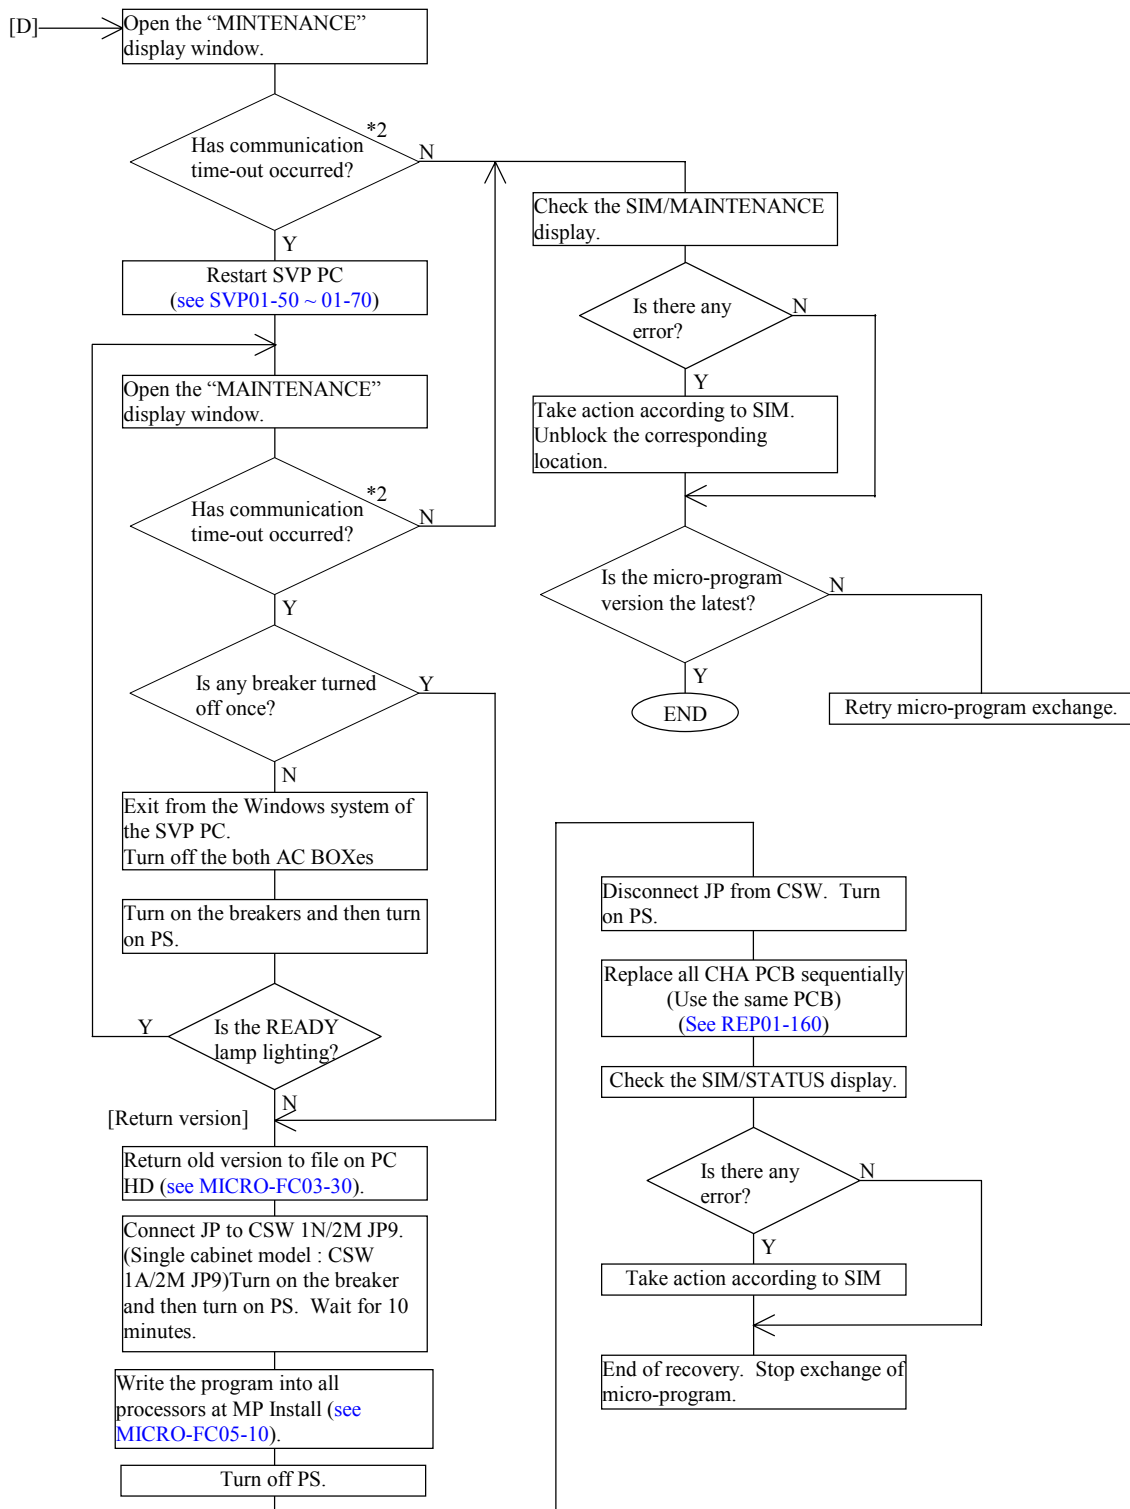 [D]
Open the “MINTENANCE”
display window.
*2
Has communication
time-out occurred?
N
Y
Restart SVP PC
(see SVP01-50 ~ 01-70)
Open the “MAINTENANCE”
display window.
*2
Has communication
time-out occurred?
N
Y
Is any breaker turned
off once?
Y
N
Exit from the Windows system of
the SVP PC.
Turn off the both AC BOXes
Turn on the breakers and then turn
on PS.
Is the READY
lamp lighting?
Y
N
[Return version]
Return old version to file on PC
HD (see MICRO-FC03-30).
Connect JP to CSW 1N/2M JP9.
(Single cabinet model : CSW
1A/2M JP9)Turn on the breaker
and then turn on PS.  Wait for 10
minutes.
Write the program into all
processors at MP Install (see
MICRO-FC05-10).
Turn off PS.
Check the SIM/MAINTENANCE
display.
Is there any
error?
N
Y
Take action according to SIM.
Unblock the corresponding
location.
Is the micro-program
version the latest?
N
Y
END
Retry micro-program exchange.
Disconnect JP from CSW.  Turn
on PS.
Replace all CHA PCB sequentially
(Use the same PCB)
(See REP01-160)
Check the SIM/STATUS display.
Is there any
error?
N
Y
Take action according to SIM
End of recovery.  Stop exchange of
micro-program.